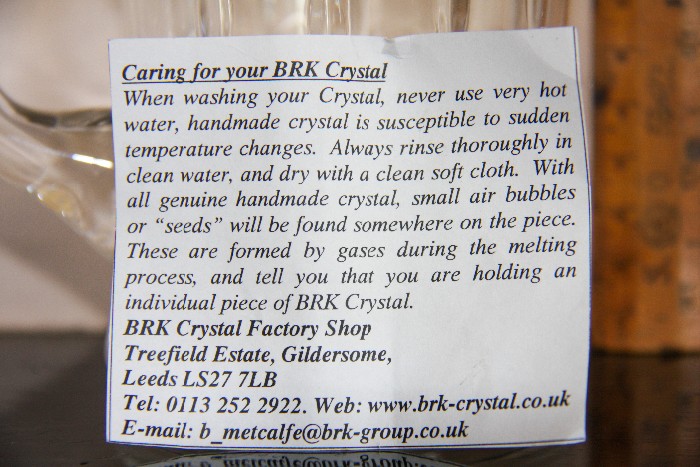 Caring for your BRK Crystal
When washing your Crystal, never use very hot
water, handmade crystal is susceptible to sudden
temperature changes. Always rinse thoroughly in
clean water, and dry with a clean soft cloth. With
all genuine handmade crystal, small air bubbles
or “seeds” will be found somewhere on the piece.
These are formed by gases during the melting
process, and tell you that you are holding an
individual piece of BRK Crystal.
BRK Crystal Factory Shop
Treefield Estate, Gildersome,
Leeds LS27 7LB
Tel: 0113 252 2922. Web: www.brk-crystal.co.uk
E-mail: b_metcalfe@brk-group.co.uk